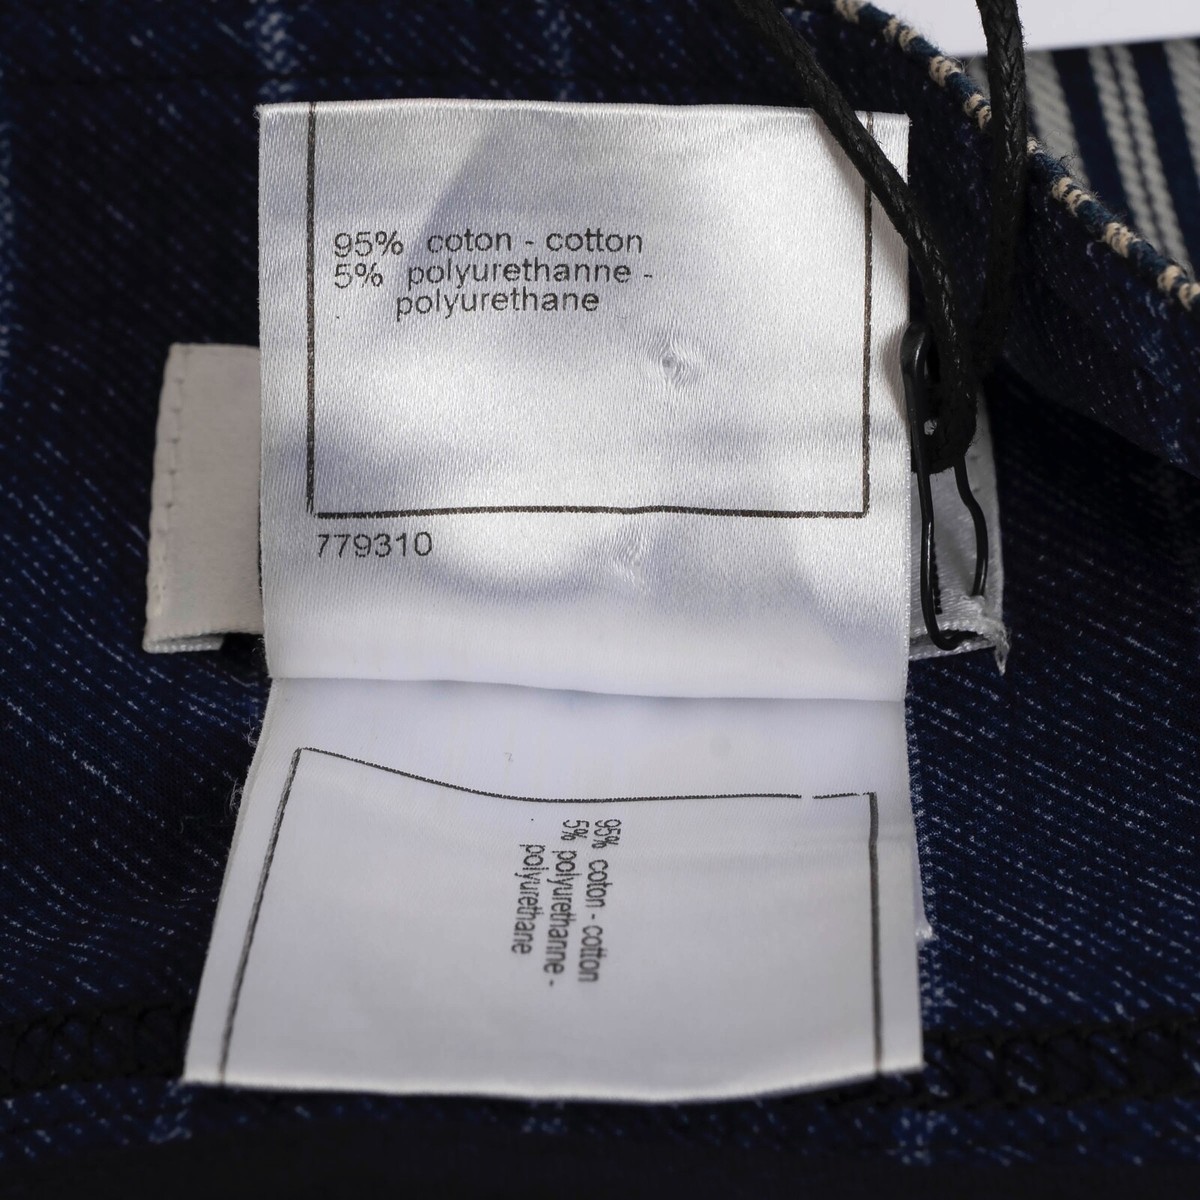 95% coton - cotton
5% polyurethanne -
polyurethane
779310
95% coton - cotton
5% polyurethanne -
polyurethane